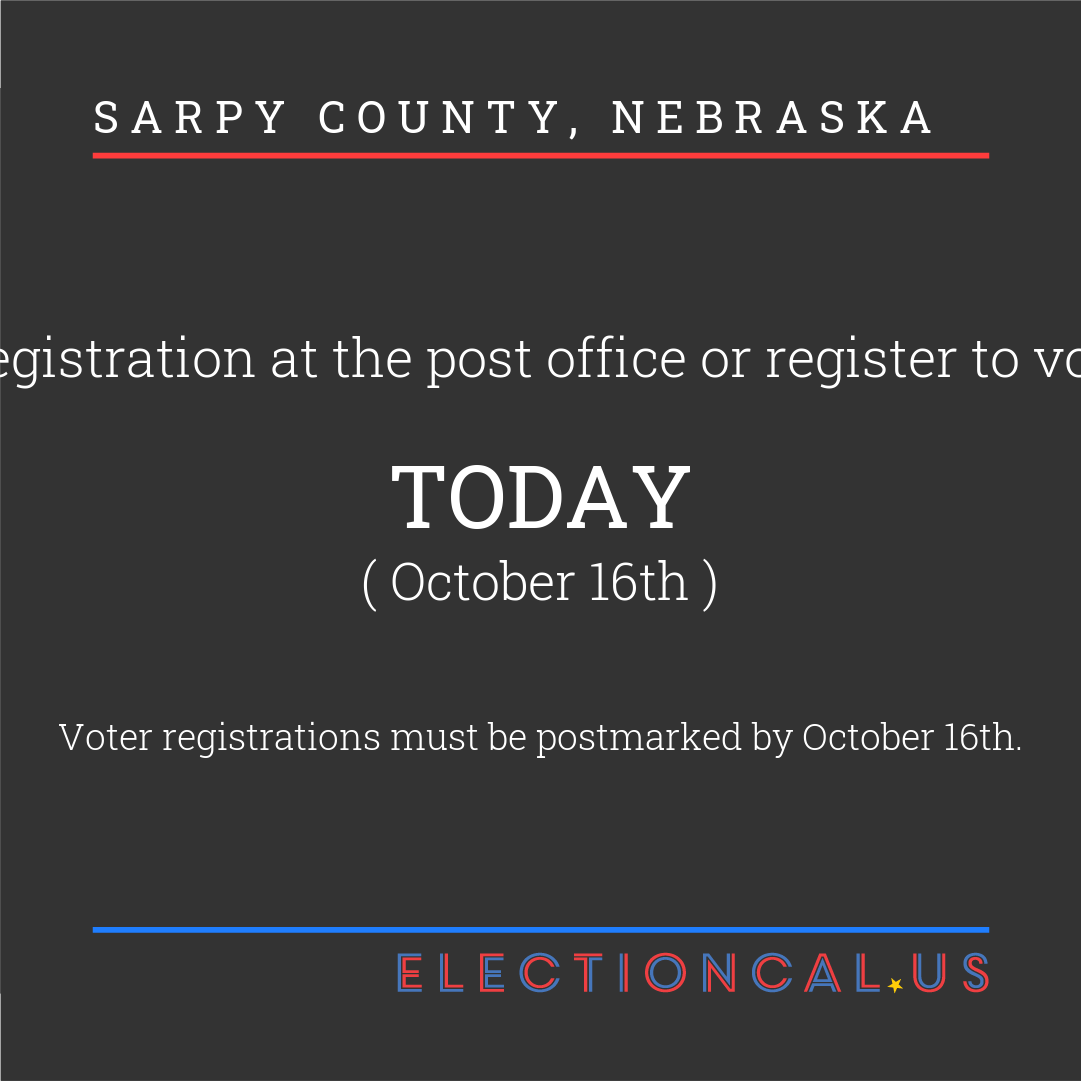 SARPY COUNTY, NEBRASKA
egistration at the post office or register to vo
TODAY
( October 16th )
Voter registrations must be postmarked by October 16th.
ELECTIONCAL.US